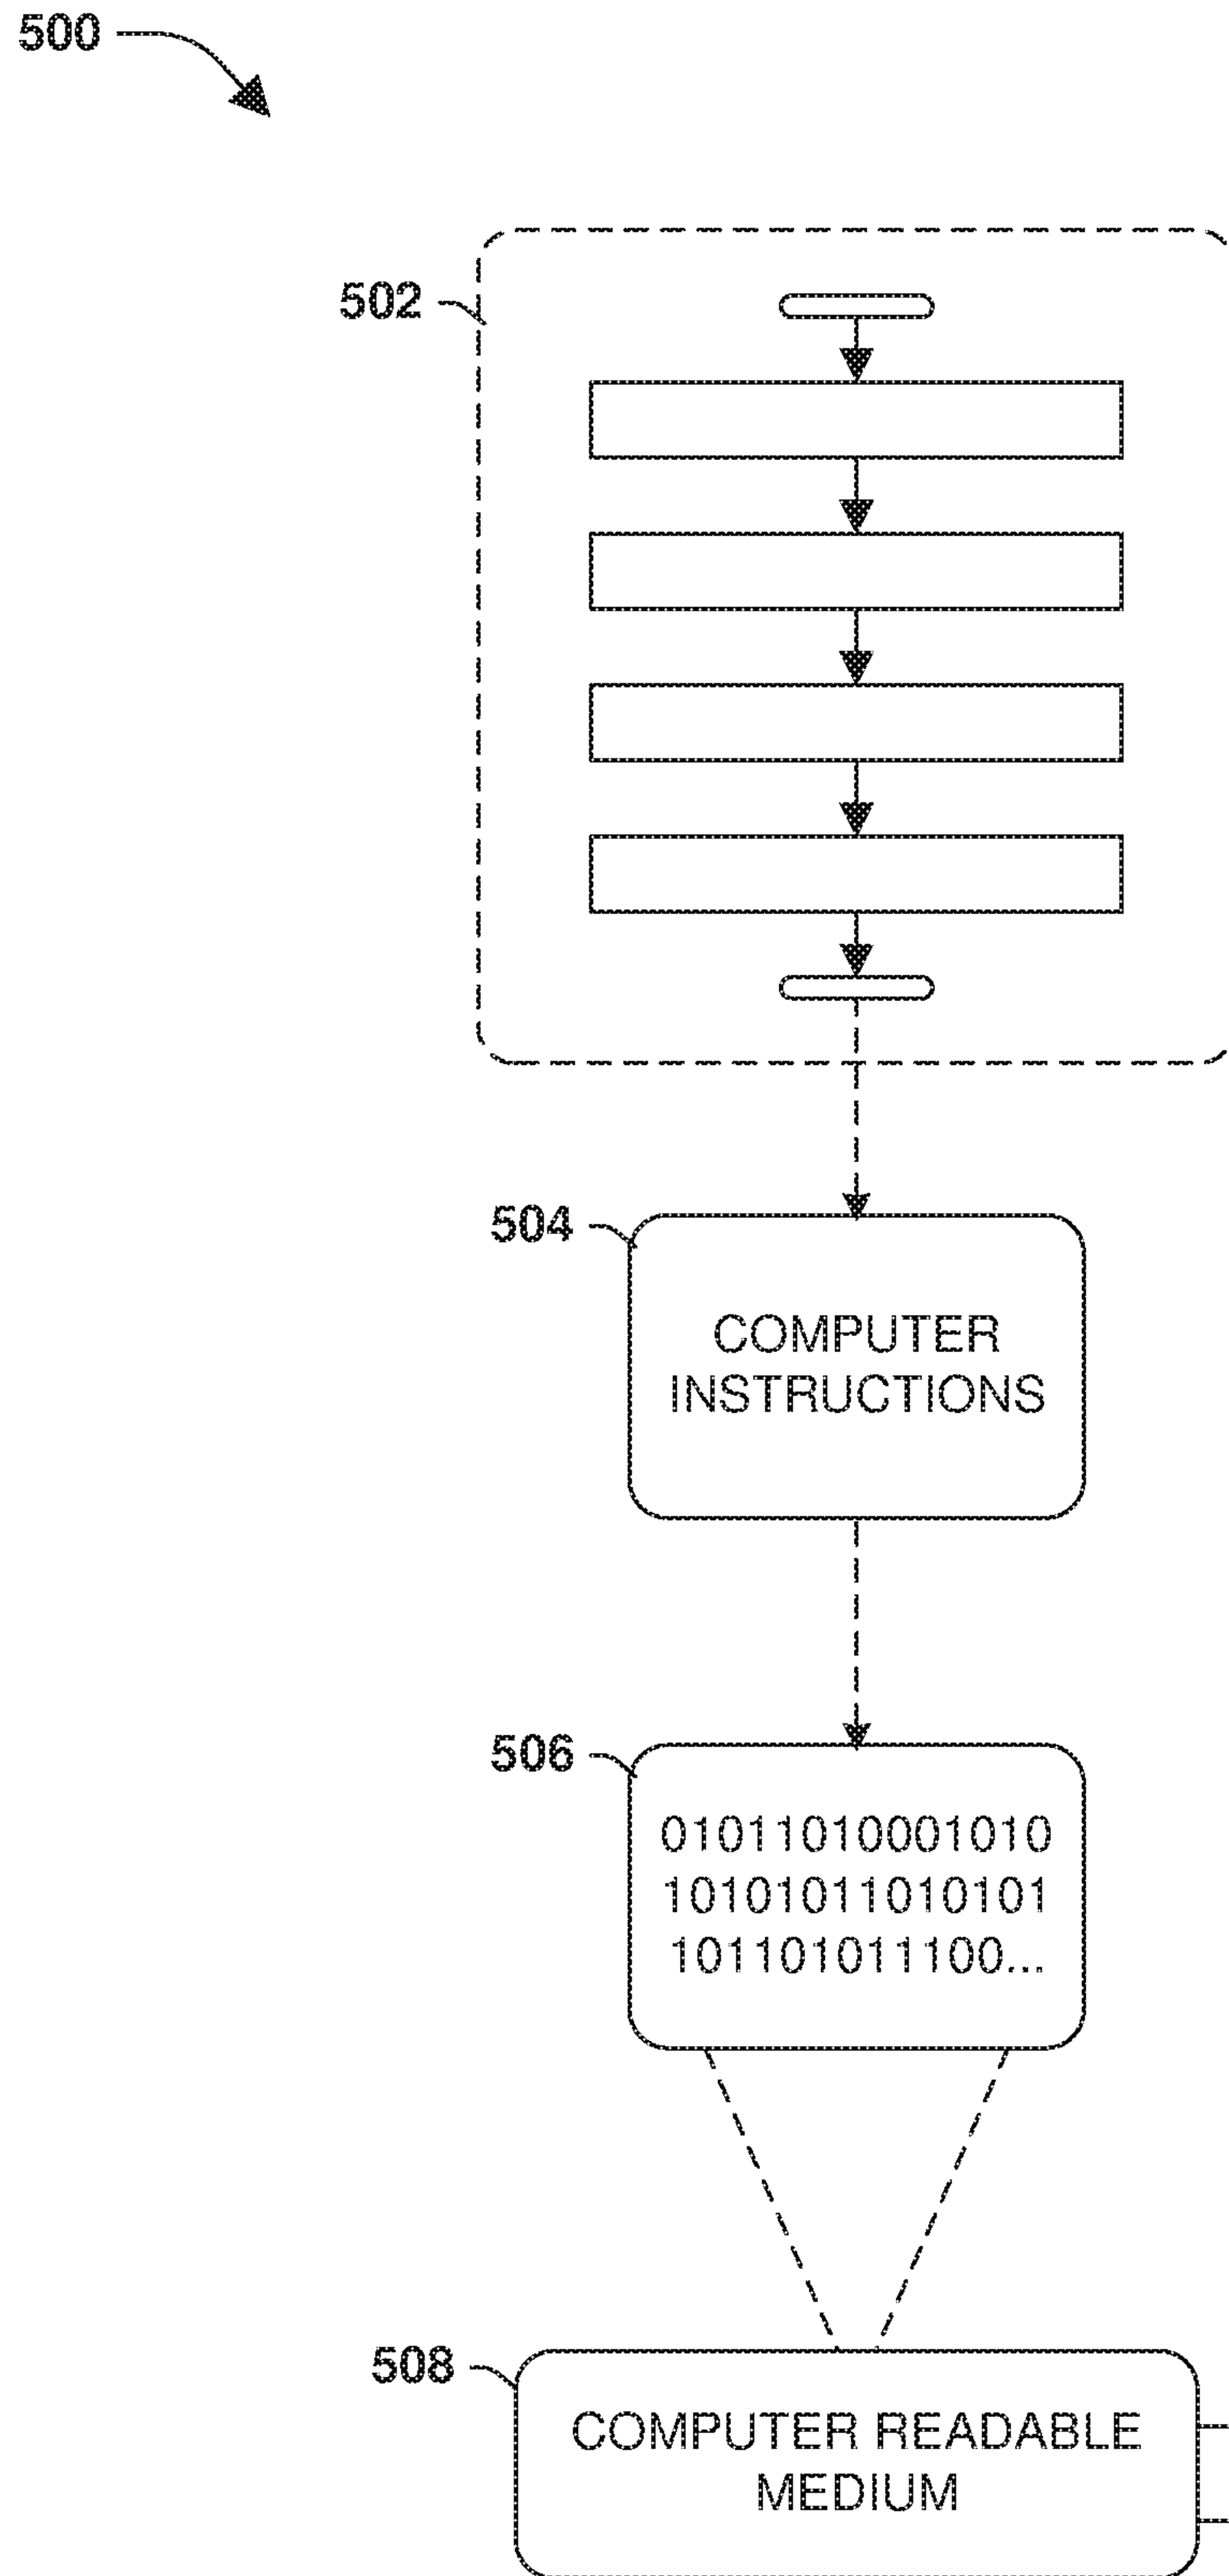 500
502
504
COMPUTER
INSTRUCTIONS
506
01011010001010
10101011010101
101101011100...
508
COMPUTER READABLE
MEDIUM